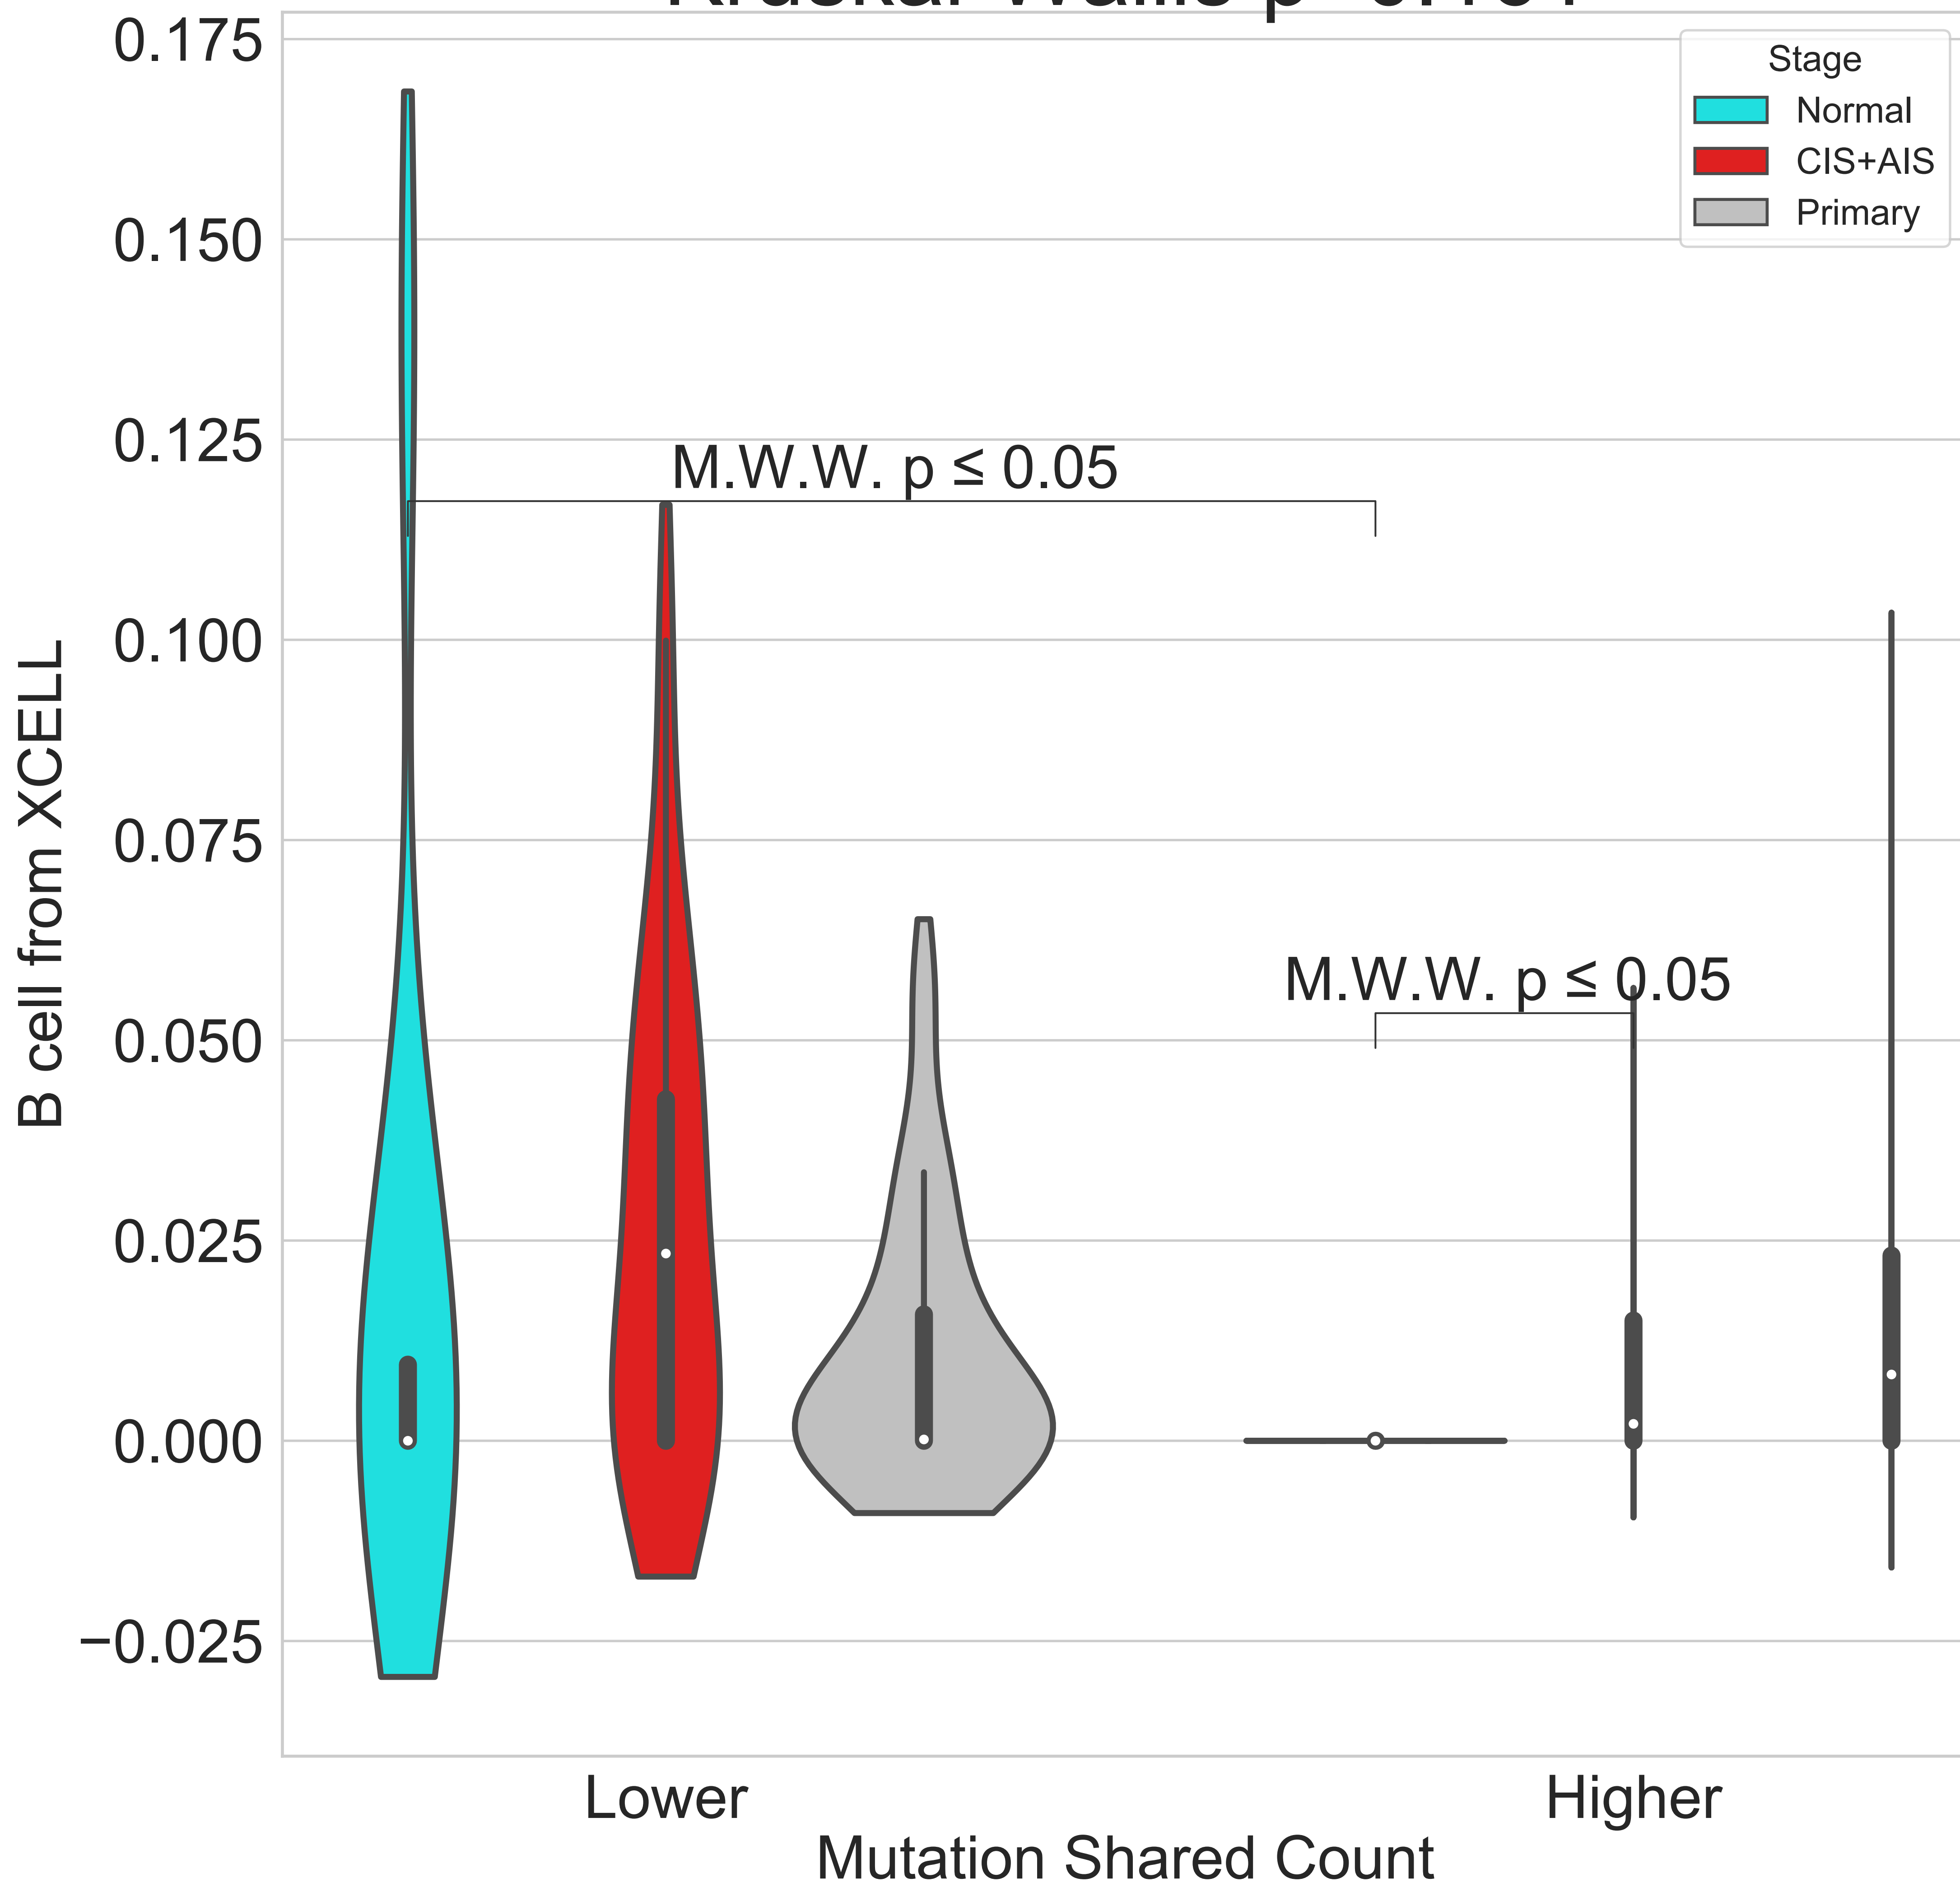 0.175
0.150
0.125
0.100
0.075
0.050
0.025
0.000
−0.025
B cell from XCELL
Stage
Normal
CIS+AIS
Primary
M.W.W. p ≤ 0.05
M.W.W. p ≤ 0.05
Lower
Higher
Mutation Shared Count